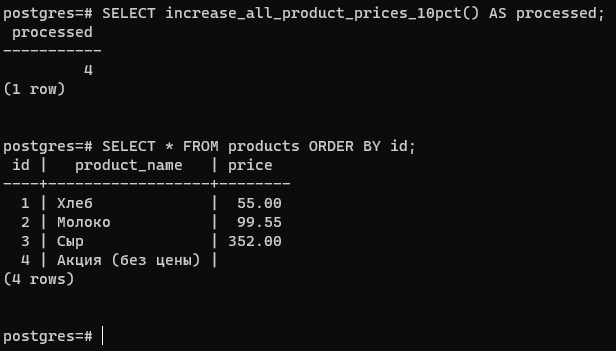 postgres=# SELECT increase_all_product_prices_10pct() AS processed;
 processed
-----------
         4
(1 row)
postgres=# SELECT * FROM products ORDER BY id;
 id |   product_name   | price
----+------------------+--------
  1 | Хлеб             |  55.00
  2 | Молоко           |  99.55
  3 | Сыр              | 352.00
  4 | Акция (без цены) |
(4 rows)
postgres=#